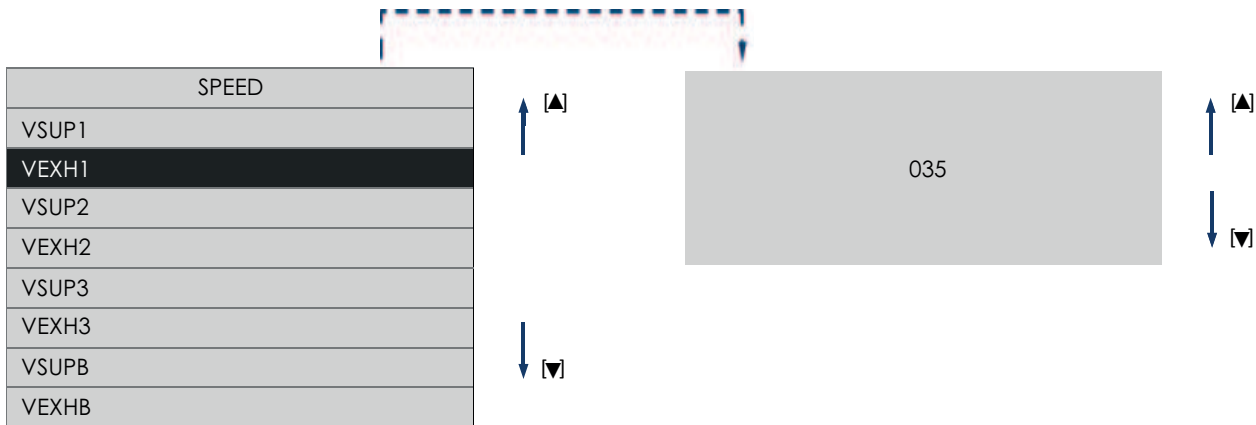 SPEED
VSUP1
VEXH1
VSUP2
VEXH2
VSUP3
VEXH3
VSUPB
VEXHB
[▲]
[▼]
035
[▲]
[▼]